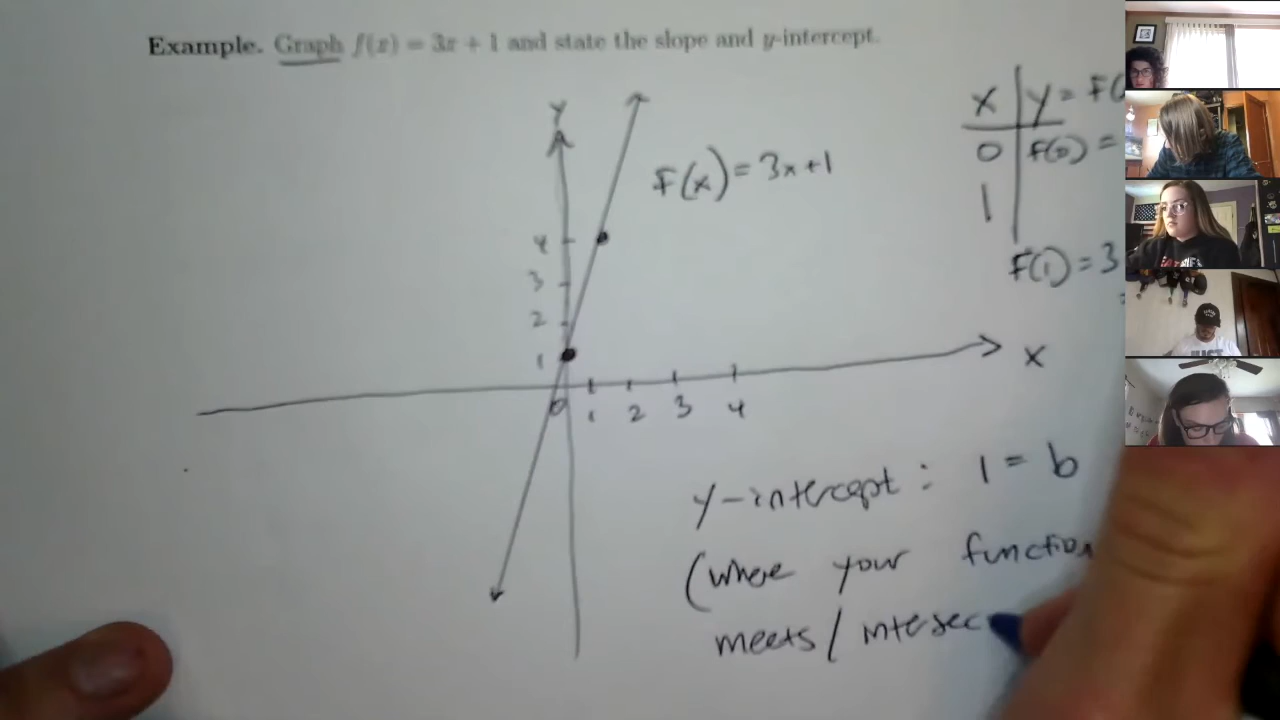 Example. Graph f(x) = 3x + 1 and state the slope and y-intercept.
x | y = F(
0 | F(0) =
1
F(1) = 3
=
Y
F(x) = 3x+1
4
3
2
1
X
0 1 2 3 4
y-intercept : 1 = b
(where your function
meets / intersec